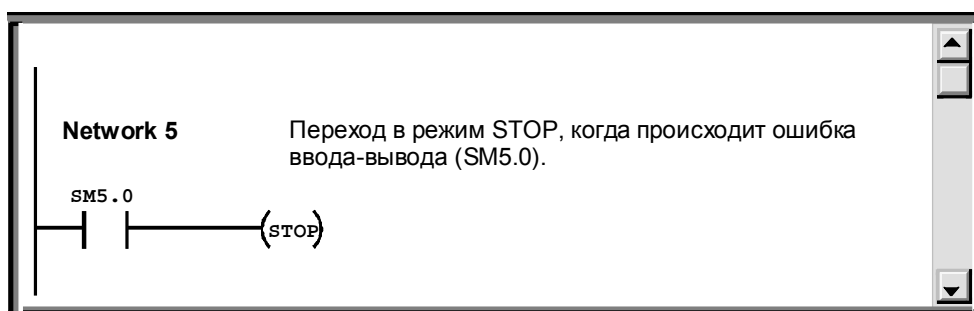 Network 5 Переход в режим STOP, когда происходит ошибка
ввода-вывода (SM5.0).
SM5.0
STOP